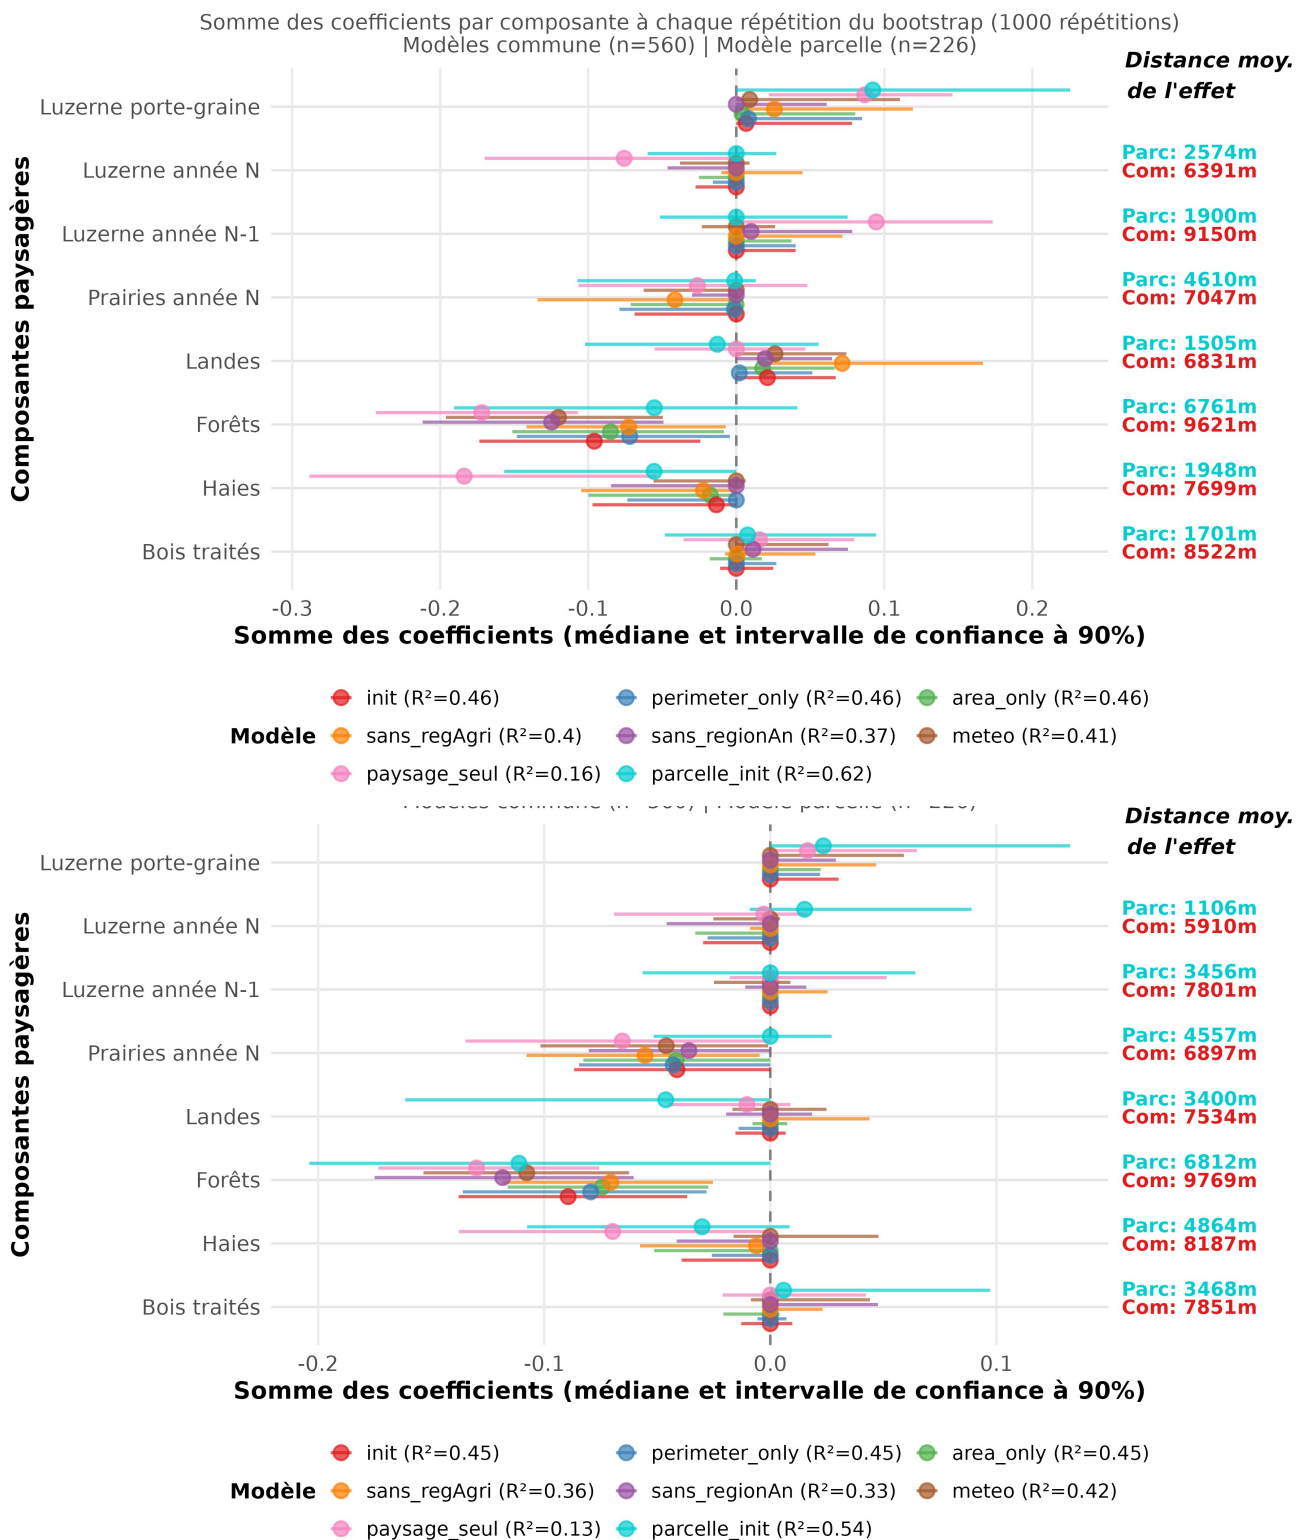 Somme des coefficients par composante à chaque répétition du bootstrap (1000 répétitions)
Modèles commune (n=560) | Modèle parcelle (n=226)
Distance moy.
de l'effet
Luzerne porte-graine
Luzerne année N
Parc: 2574m
Com: 6391m
Luzerne année N-1
Parc: 1900m
Com: 9150m
Prairies année N
Parc: 4610m
Com: 7047m
Landes
Parc: 1505m
Com: 6831m
Forêts
Parc: 6761m
Com: 9621m
Haies
Parc: 1948m
Com: 7699m
Bois traités
Parc: 1701m
Com: 8522m
Composantes paysagères
-0.3 -0.2 -0.1 0.0 0.1 0.2
Somme des coefficients (médiane et intervalle de confiance à 90%)
Modèle
init (R²=0.46) perimeter_only (R²=0.46) area_only (R²=0.46)
sans_regAgri (R²=0.4) sans_regionAn (R²=0.37) meteo (R²=0.41)
paysage_seul (R²=0.16) parcelle_init (R²=0.62)
Modèles commune (n=560) | Modèle parcelle (n=226)
Distance moy.
de l'effet
Luzerne porte-graine
Luzerne année N
Parc: 1106m
Com: 5910m
Luzerne année N-1
Parc: 3456m
Com: 7801m
Prairies année N
Parc: 4557m
Com: 6897m
Landes
Parc: 3400m
Com: 7534m
Forêts
Parc: 6812m
Com: 9769m
Haies
Parc: 4864m
Com: 8187m
Bois traités
Parc: 3468m
Com: 7851m
Composantes paysagères
-0.2 -0.1 0.0 0.1
Somme des coefficients (médiane et intervalle de confiance à 90%)
Modèle
init (R²=0.45) perimeter_only (R²=0.45) area_only (R²=0.45)
sans_regAgri (R²=0.36) sans_regionAn (R²=0.33) meteo (R²=0.42)
paysage_seul (R²=0.13) parcelle_init (R²=0.54)